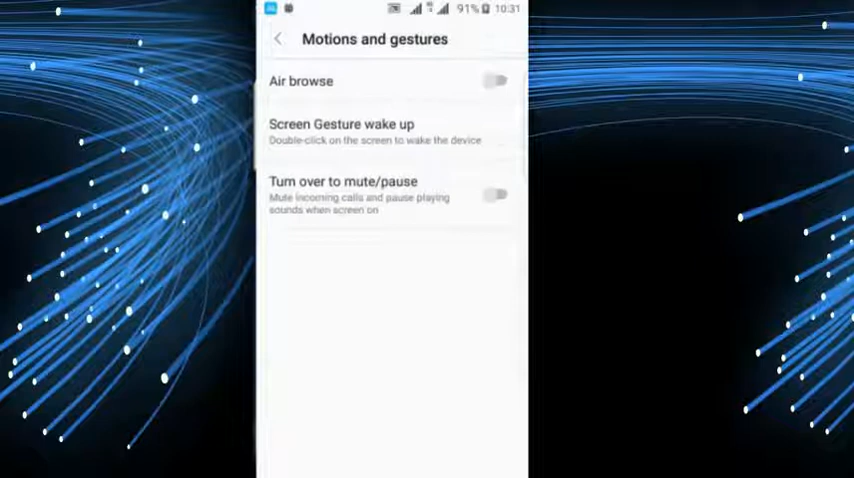 91% 10:31
Motions and gestures
Air browse
Screen Gesture wake up
Double-click on the screen to wake the device
Turn over to mute/pause
Mute incoming calls and pause playing
sounds when screen on